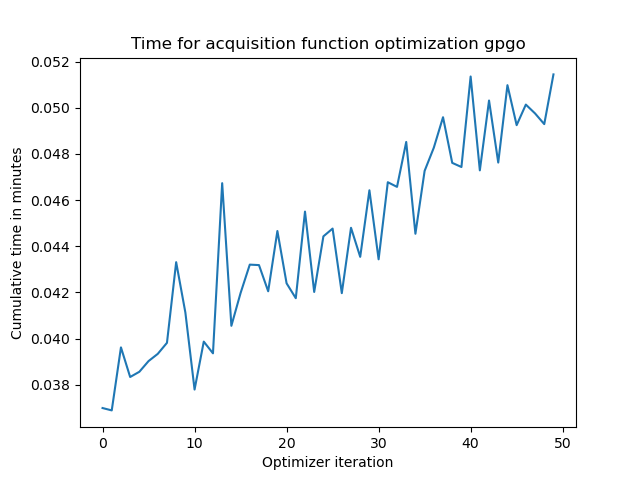 Time for acquisition function optimization gpgo
0.052
0.050
0.048
0.046
0.044
0.042
0.040
0.038
Cumulative time in minutes
0 10 20 30 40 50
Optimizer iteration